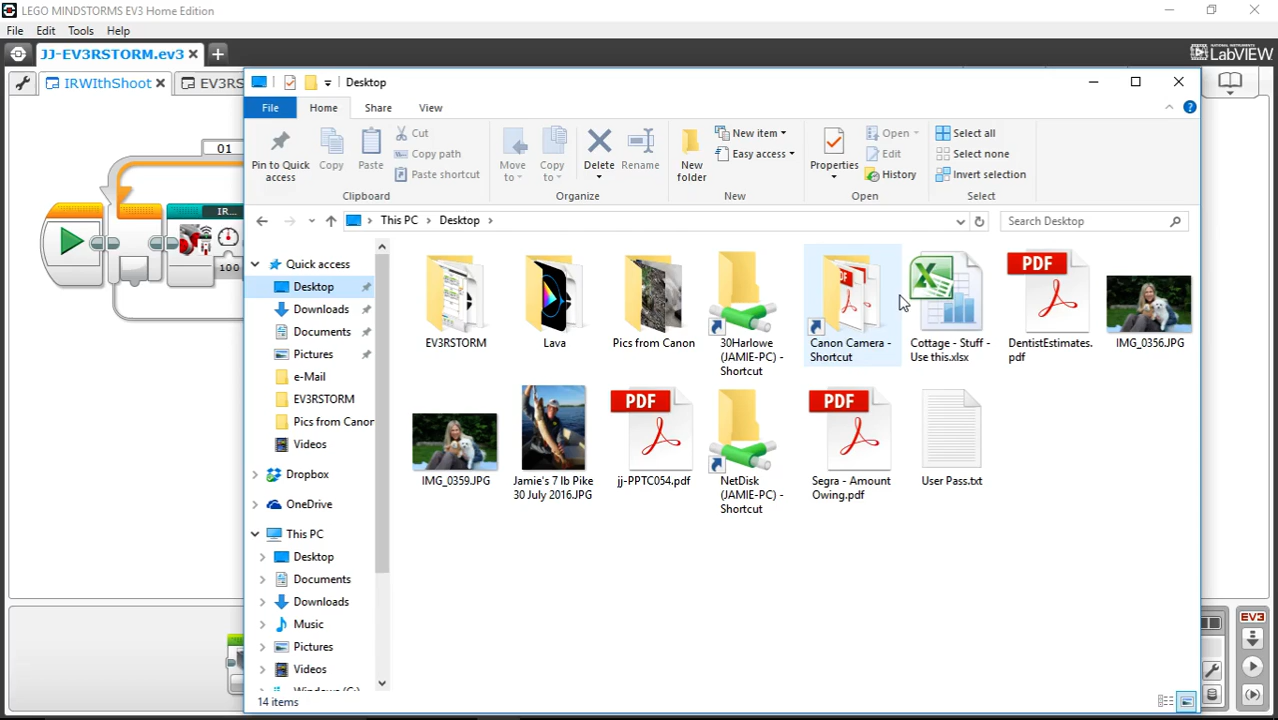 LEGO MINDSTORMS EV3 Home Edition
File Edit Tools Help
JJ-EV3RSTORM.ev3
NATIONAL INSTRUMENTS
LabVIEW
IRWIthShoot
EV3RS
01
IR...
100
Desktop
File Home Share View
Pin to Quick access
Copy
Paste
Cut
Copy path
Paste shortcut
Clipboard
Move to
Copy to
Delete
Rename
Organize
New folder
New item
Easy access
New
Properties
Open
Edit
History
Open
Select all
Select none
Invert selection
Select
This PC > Desktop >
Search Desktop
Quick access
Desktop
Downloads
Documents
Pictures
e-Mail
EV3RSTORM
Pics from Canon
Videos
Dropbox
OneDrive
This PC
Desktop
Documents
Downloads
Music
Pictures
Videos
EV3RSTORM
Lava
Pics from Canon
30Harlowe
(JAMIE-PC) -
Shortcut
PDF
Canon Camera -
Shortcut
Cottage - Stuff -
Use this.xlsx
PDF
DentistEstimates.
pdf
IMG_0356.JPG
IMG_0359.JPG
Jamie's 7 lb Pike
30 July 2016.JPG
PDF
jj-PPTC054.pdf
NetDisk
(JAMIE-PC) -
Shortcut
PDF
Segra - Amount
Owing.pdf
User Pass.txt
14 items
EV3